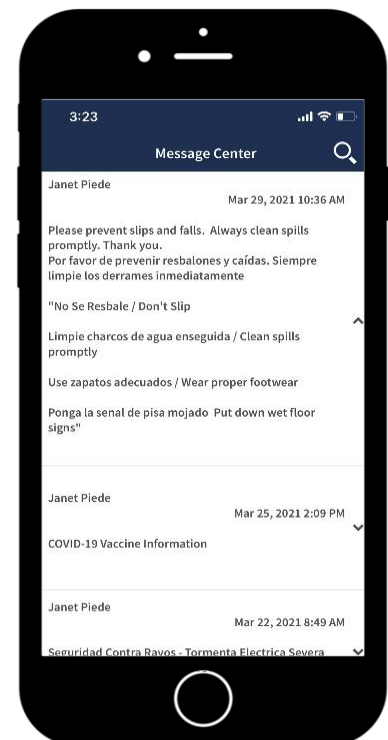 3:23
Message Center
Janet Piede
Mar 29, 2021 10:36 AM
Please prevent slips and falls. Always clean spills
promptly. Thank you.
Por favor de prevenir resbalones y caídas. Siempre
limpie los derrames inmediatamente
"No Se Resbale / Don't Slip
Limpie charcos de agua enseguida / Clean spills
promptly
Use zapatos adecuados / Wear proper footwear
Ponga la senal de pisa mojado Put down wet floor
signs"
Janet Piede
Mar 25, 2021 2:09 PM
COVID-19 Vaccine Information
Janet Piede
Mar 22, 2021 8:49 AM
Seguridad Contra Rayos - Tormenta Electrica Severa